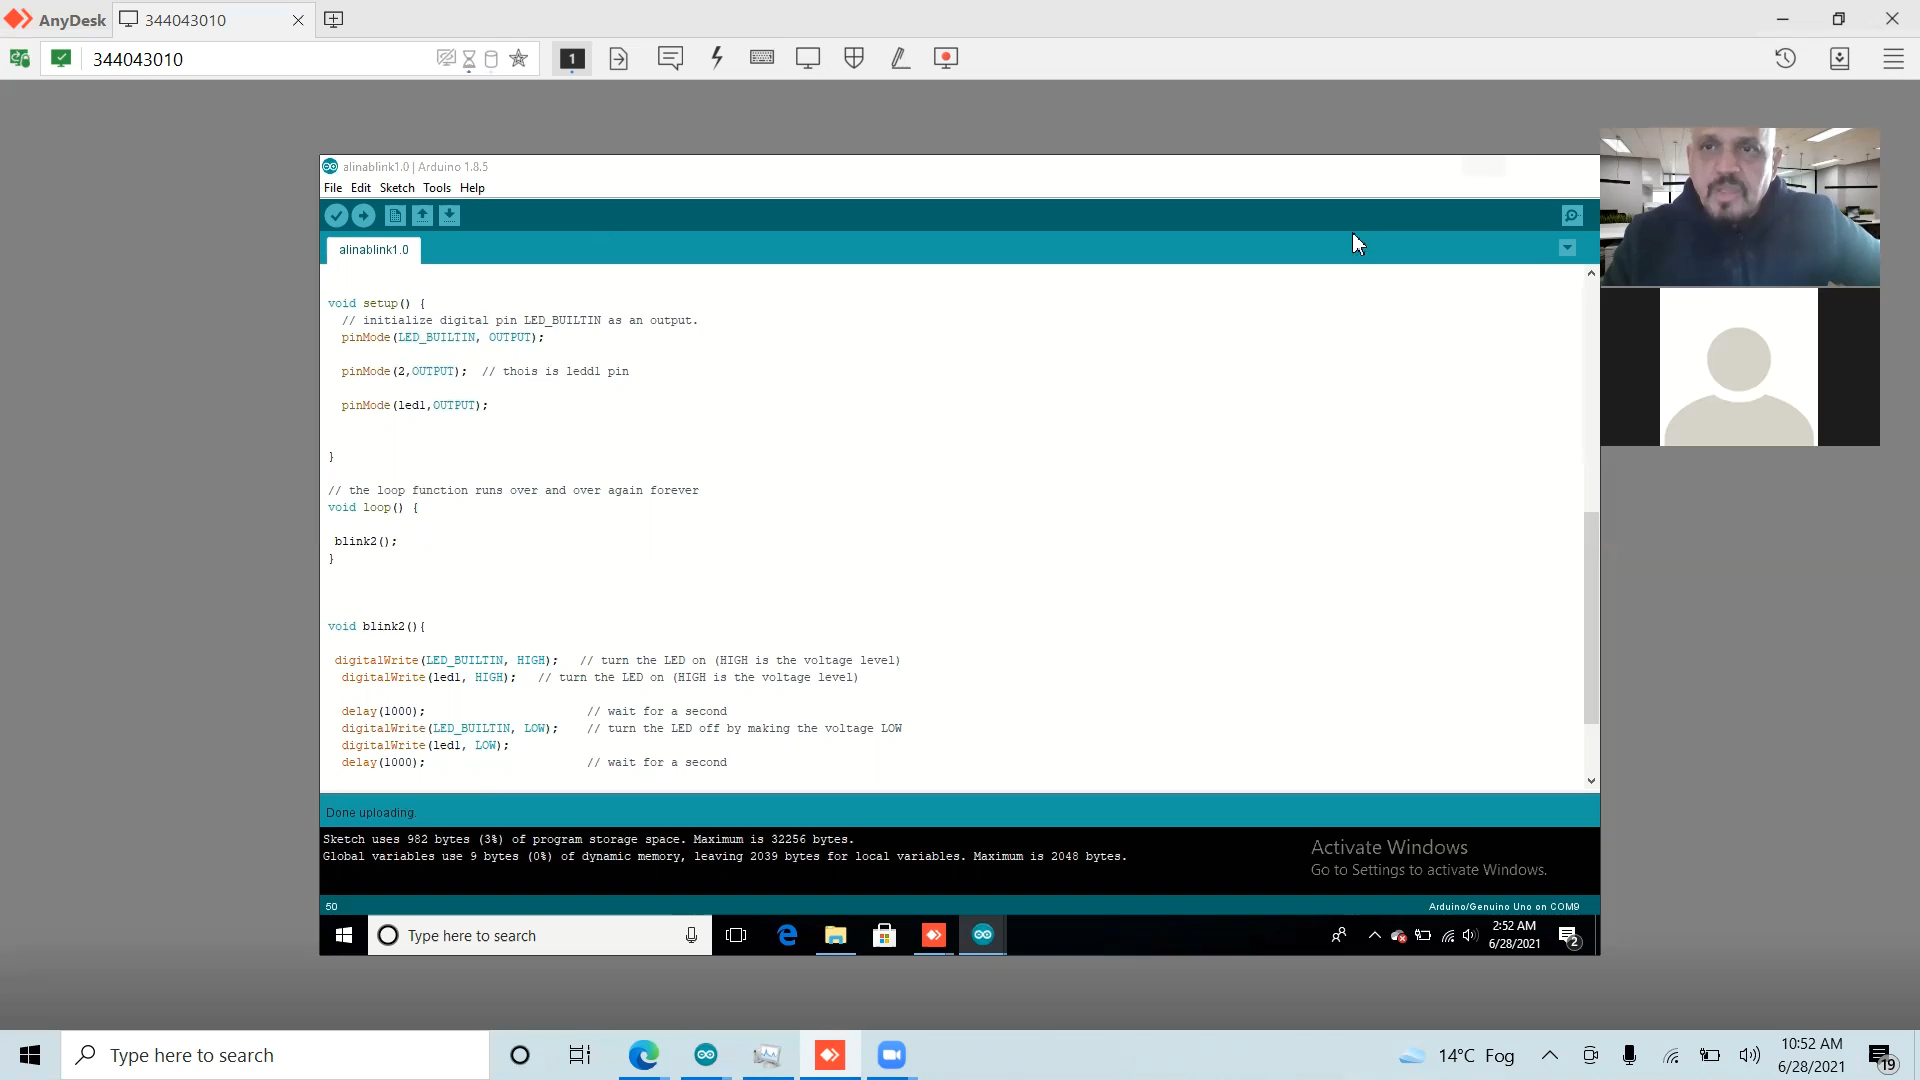 AnyDesk
344043010
344043010
1
alinablink1.0 | Arduino 1.8.5
File Edit Sketch Tools Help
alinablink1.0
void setup() {
// initialize digital pin LED_BUILTIN as an output.
pinMode(LED_BUILTIN, OUTPUT);
pinMode(2,OUTPUT); // thois is ledd1 pin
pinMode(led1,OUTPUT);
}
// the loop function runs over and over again forever
void loop() {
blink2();
}
void blink2(){
digitalWrite(LED_BUILTIN, HIGH); // turn the LED on (HIGH is the voltage level)
digitalWrite(led1, HIGH); // turn the LED on (HIGH is the voltage level)
delay(1000); // wait for a second
digitalWrite(LED_BUILTIN, LOW); // turn the LED off by making the voltage LOW
digitalWrite(led1, LOW);
delay(1000); // wait for a second
Done uploading.
Sketch uses 982 bytes (3%) of program storage space. Maximum is 32256 bytes.
Global variables use 9 bytes (0%) of dynamic memory, leaving 2039 bytes for local variables. Maximum is 2048 bytes.
Activate Windows
Go to Settings to activate Windows.
50
Arduino/Genuino Uno on COM9
Type here to search
2:52 AM
6/28/2021
2
Type here to search
14°C Fog
10:52 AM
6/28/2021
19